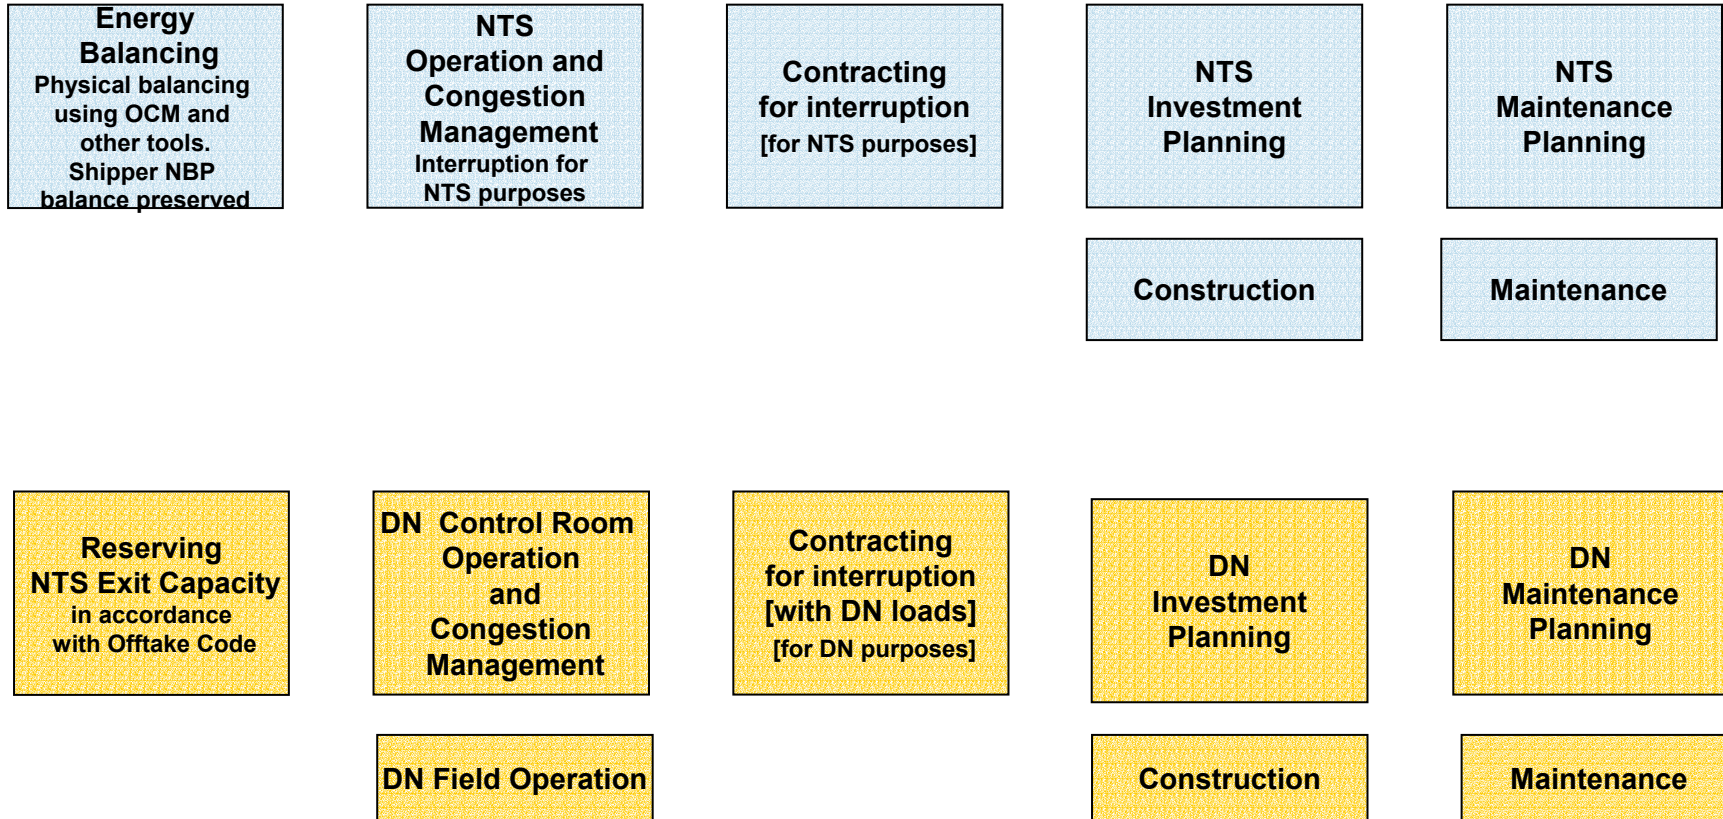 Energy
Balancing
Physical balancing
using OCM and
other tools.
Shipper NBP
balance preserved
NTS
Operation and
Congestion
Management
Interruption for
NTS purposes
Contracting
for interruption
[for NTS purposes]
NTS
Investment
Planning
NTS
Maintenance
Planning
Construction
Maintenance
Reserving
NTS Exit Capacity
in accordance
with Offtake Code
DN Control Room
Operation
and
Congestion
Management
Contracting
for interruption
[with DN loads]
[for DN purposes]
DN
Investment
Planning
DN
Maintenance
Planning
DN Field Operation
Construction
Maintenance